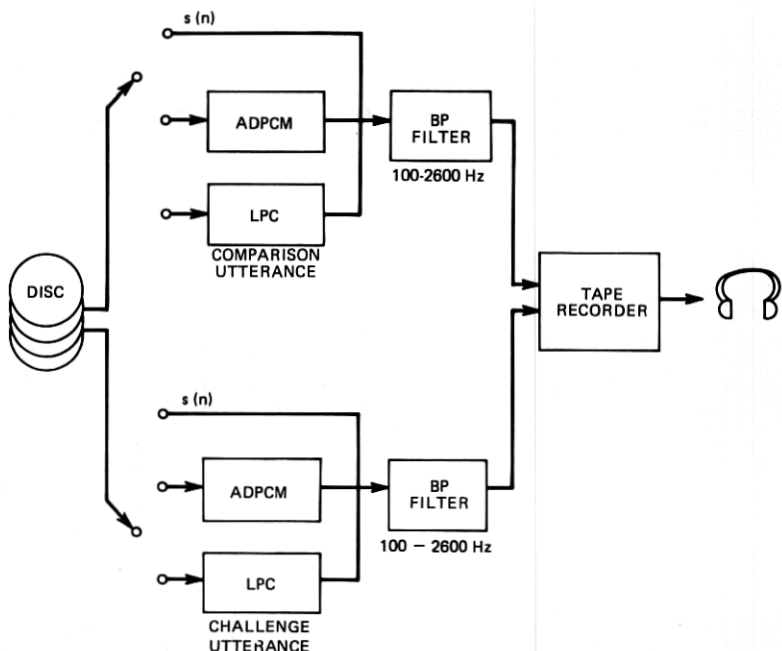 s (n)
ADPCM
BP
FILTER
100-2600 Hz
LPC
COMPARISON
UTTERANCE
DISC
TAPE
RECORDER
s (n)
ADPCM
BP
FILTER
100 – 2600 Hz
LPC
CHALLENGE
UTTERANCE